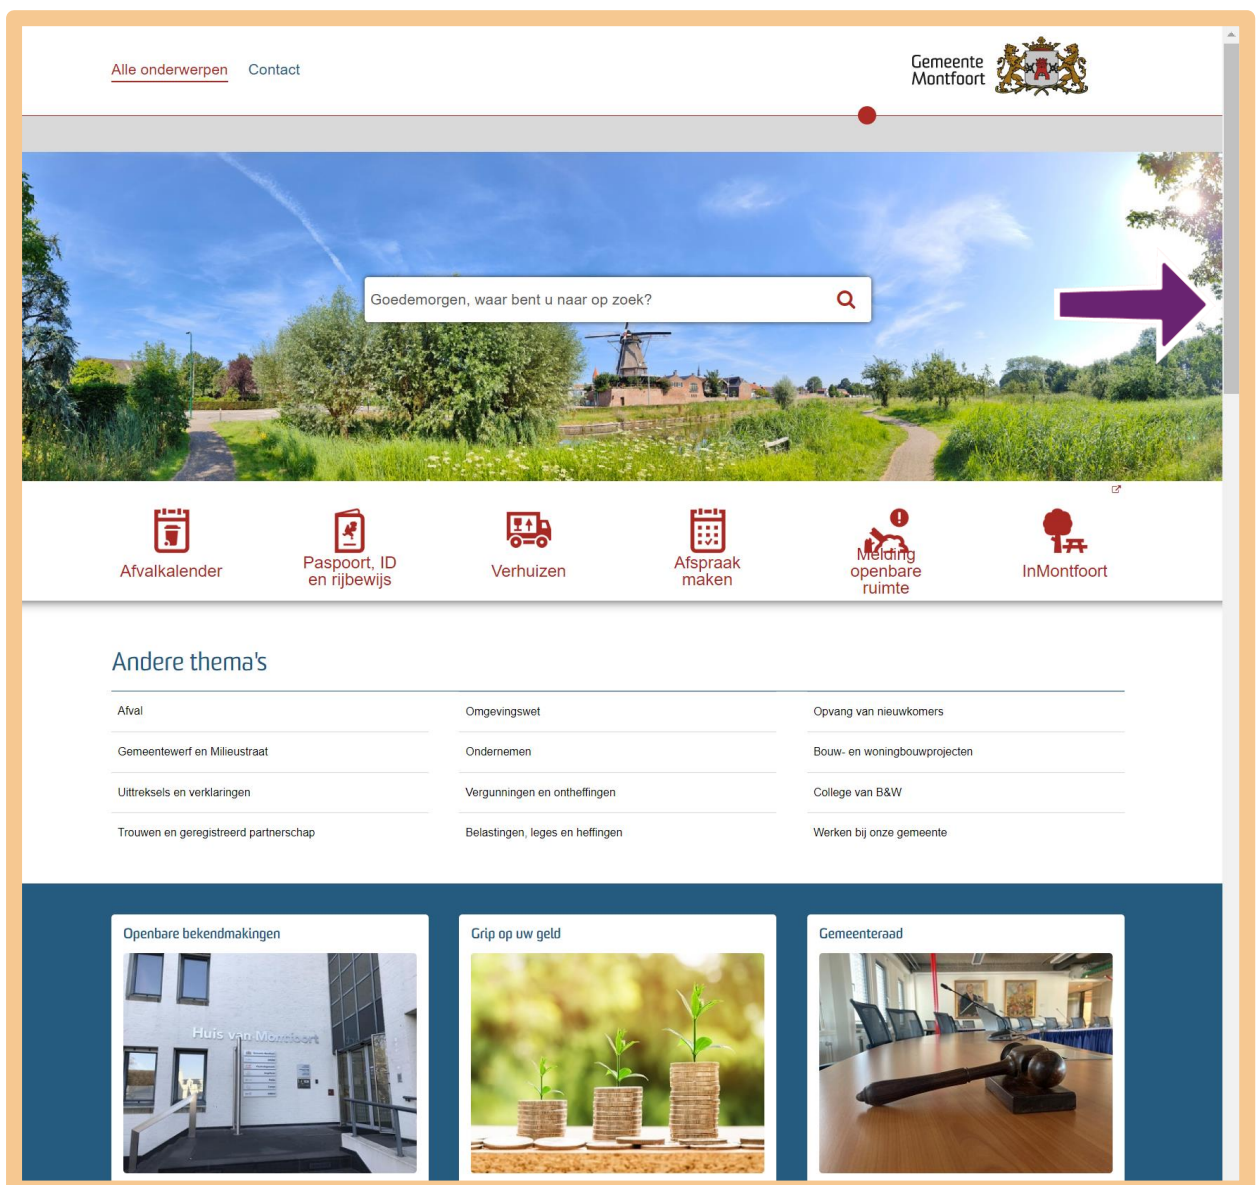 Alle onderwerpen Contact
Gemeente
Montfoort
Goedemorgen, waar bent u naar op zoek?
Afvalkalender
Paspoort, ID
en rijbewijs
Verhuizen
Afspraak
maken
Melding
openbare
ruimte
InMontfoort
Andere thema's
Afval
Omgevingswet
Opvang van nieuwkomers
Gemeentewerf en Milieustraat
Ondernemen
Bouw- en woningbouwprojecten
Uittreksels en verklaringen
Vergunningen en ontheffingen
College van B&W
Trouwen en geregistreerd partnerschap
Belastingen, leges en heffingen
Werken bij onze gemeente
Openbare bekendmakingen
Grip op uw geld
Gemeenteraad
Huis van Montfoort